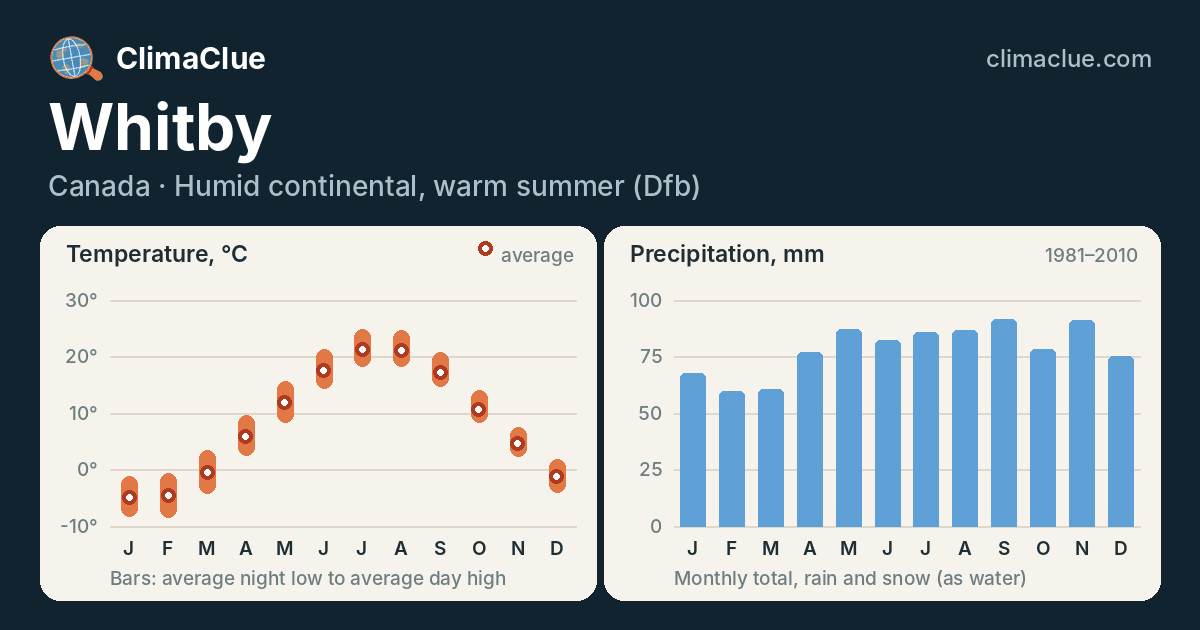 ClimaClue
climaclue.com
Whitby
Canada · Humid continental, warm summer (Dfb)
Temperature, °C
average
30°
20°
10°
0°
-10°
J F M A M J J A S O N D
Bars: average night low to average day high
Precipitation, mm
1981–2010
100
75
50
25
0
J F M A M J J A S O N D
Monthly total, rain and snow (as water)